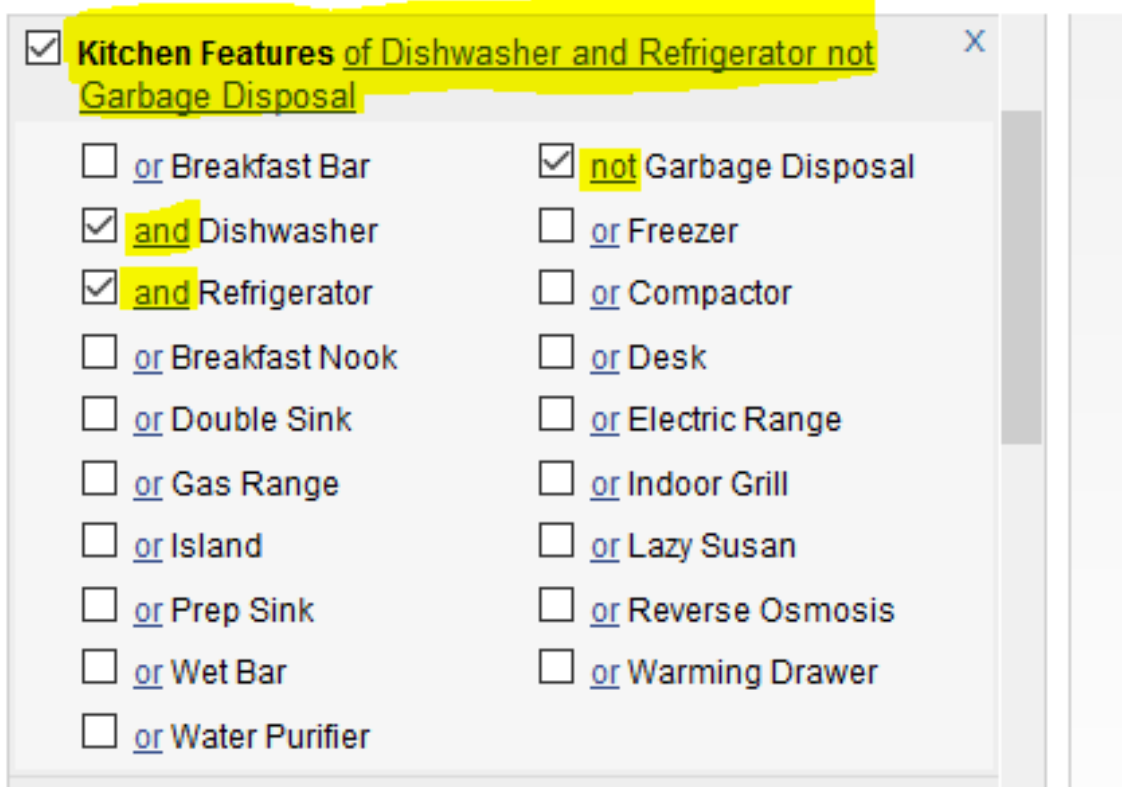 Kitchen Features of Dishwasher and Refrigerator not
Garbage Disposal
X
or Breakfast Bar
not Garbage Disposal
and Dishwasher
or Freezer
and Refrigerator
or Compactor
or Breakfast Nook
or Desk
or Double Sink
or Electric Range
or Gas Range
or Indoor Grill
or Island
or Lazy Susan
or Prep Sink
or Reverse Osmosis
or Wet Bar
or Warming Drawer
or Water Purifier